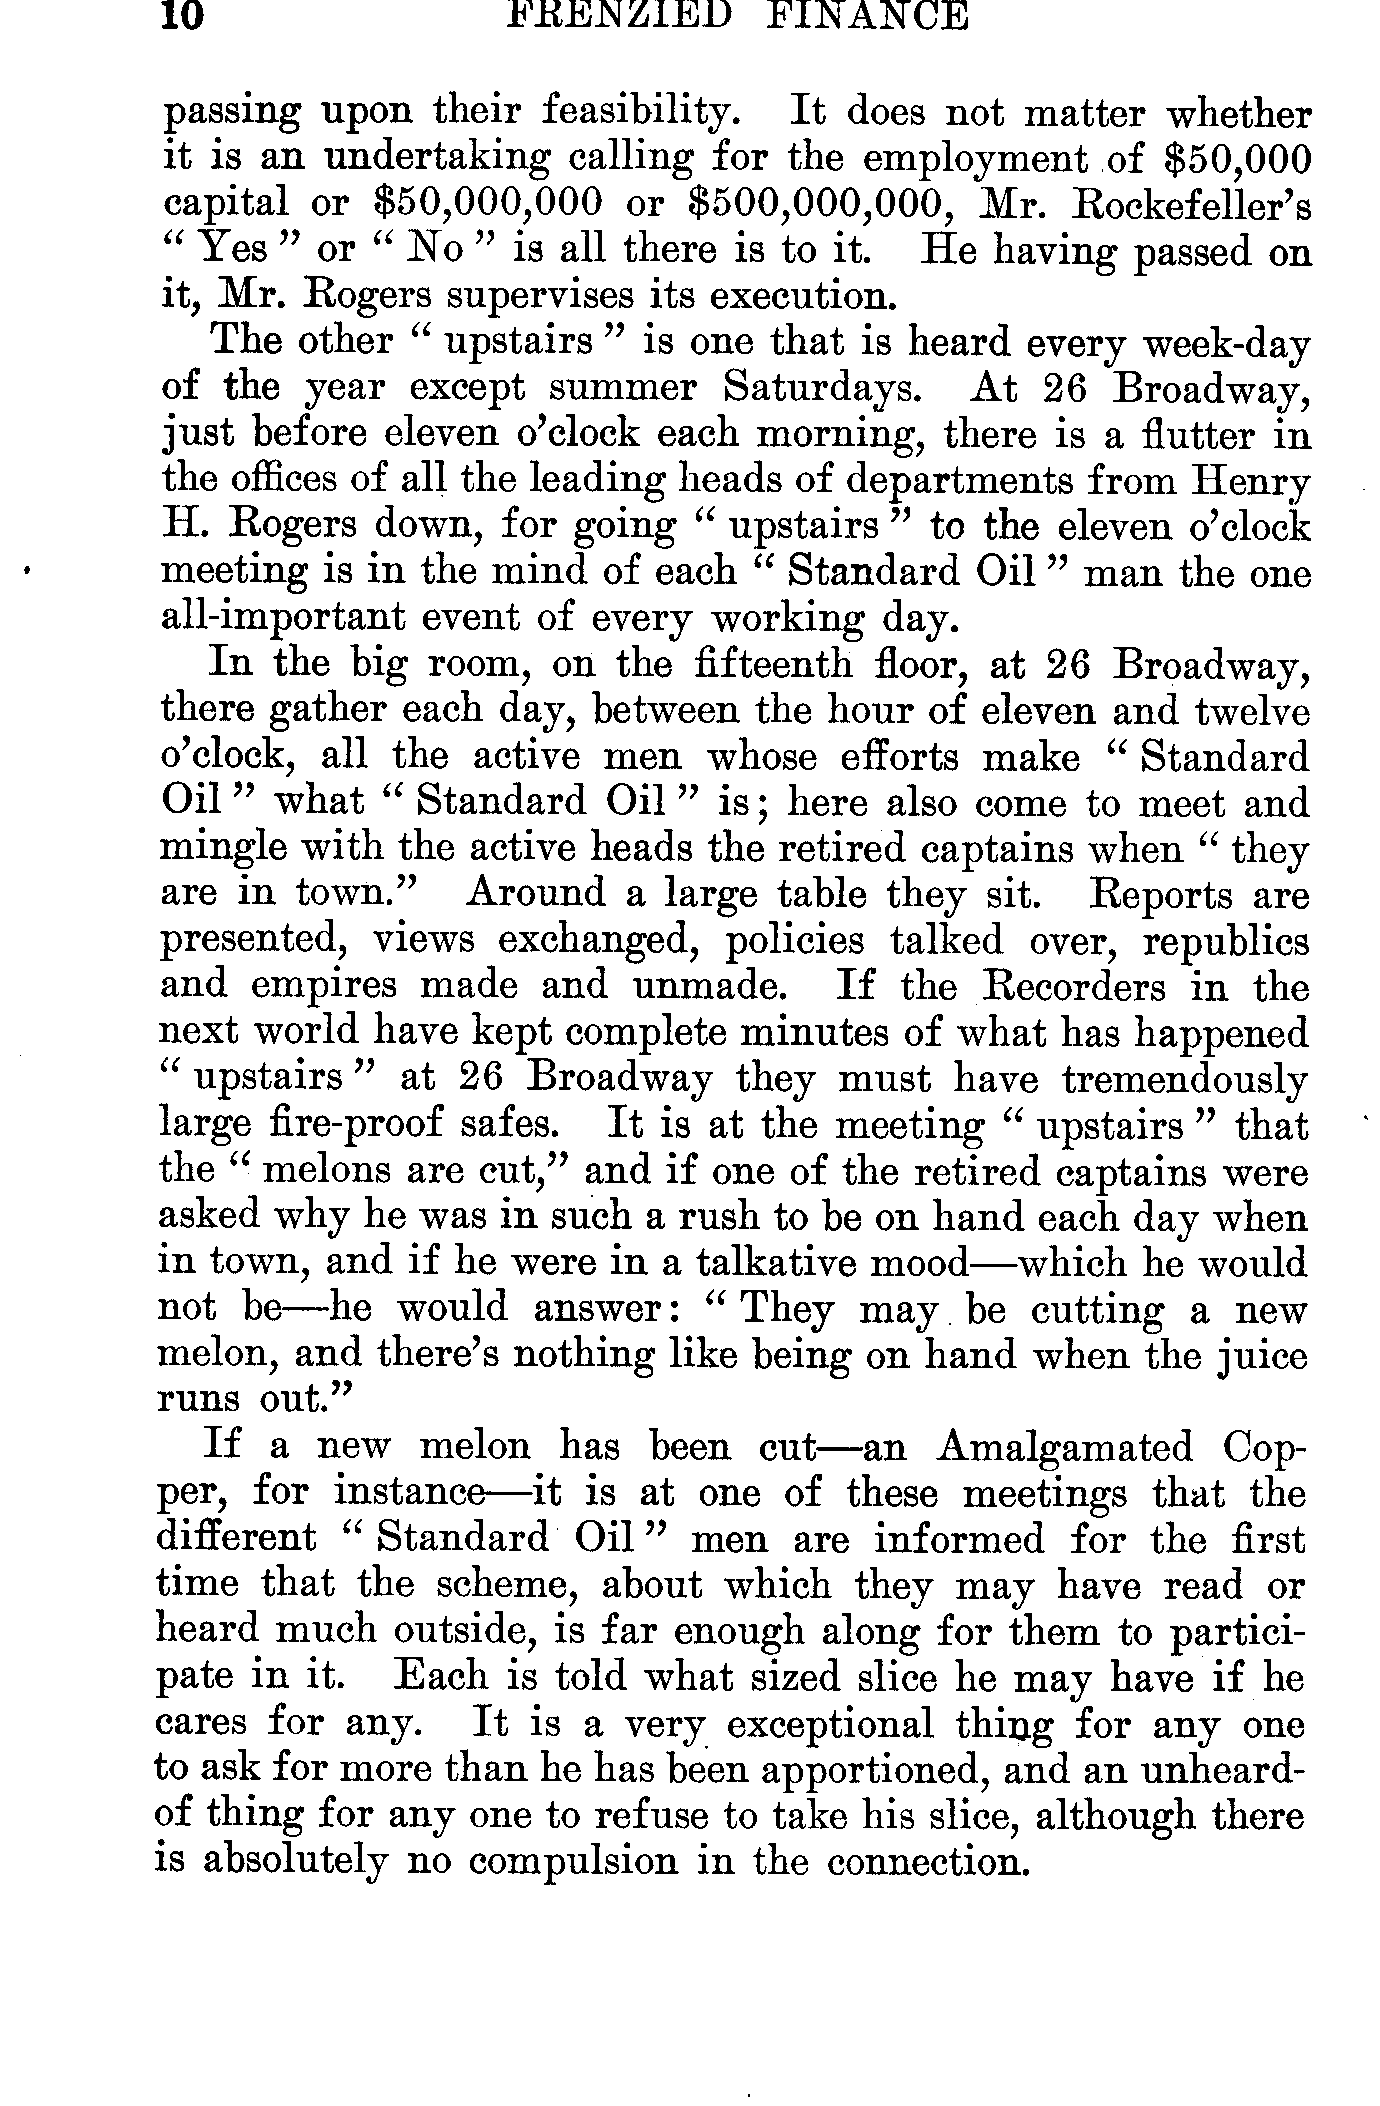 10 FRENZIED FINANCE
passing upon their feasibility. It does not matter whether
it is an undertaking calling for the employment of $50,000
capital or $50,000,000 or $500,000,000, Mr. Rockefeller's
" Yes " or " No " is all there is to it. He having passed on
it, Mr. Rogers supervises its execution.
The other " upstairs " is one that is heard every week-day
of the year except summer Saturdays. At 26 Broadway,
just before eleven o'clock each morning, there is a flutter in
the offices of all the leading heads of departments from Henry
H. Rogers down, for going " upstairs " to the eleven o'clock
meeting is in the mind of each " Standard Oil " man the one
all-important event of every working day.
In the big room, on the fifteenth floor, at 26 Broadway,
there gather each day, between the hour of eleven and twelve
o'clock, all the active men whose efforts make " Standard
Oil " what " Standard Oil " is; here also come to meet and
mingle with the active heads the retired captains when " they
are in town." Around a large table they sit. Reports are
presented, views exchanged, policies talked over, republics
and empires made and unmade. If the Recorders in the
next world have kept complete minutes of what has happened
" upstairs " at 26 Broadway they must have tremendously
large fire-proof safes. It is at the meeting " upstairs " that
the " melons are cut," and if one of the retired captains were
asked why he was in such a rush to be on hand each day when
in town, and if he were in a talkative mood—which he would
not be—he would answer: " They may be cutting a new
melon, and there's nothing like being on hand when the juice
runs out."
If a new melon has been cut—an Amalgamated Cop-
per, for instance—it is at one of these meetings that the
different " Standard Oil " men are informed for the first
time that the scheme, about which they may have read or
heard much outside, is far enough along for them to partici-
pate in it. Each is told what sized slice he may have if he
cares for any. It is a very exceptional thing for any one
to ask for more than he has been apportioned, and an unheard-
of thing for any one to refuse to take his slice, although there
is absolutely no compulsion in the connection.